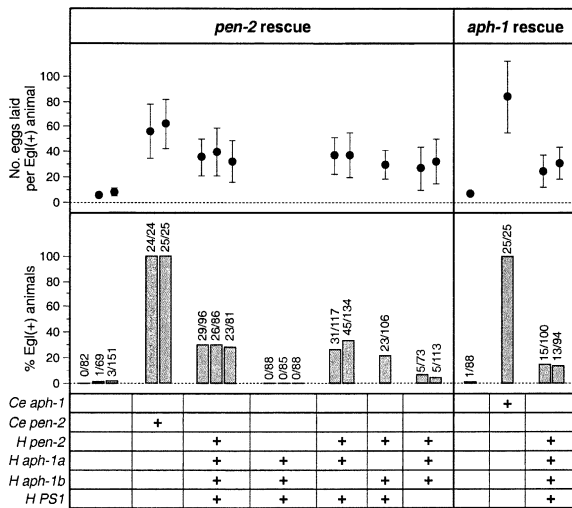 pen-2 rescue
aph-1 rescue
No. eggs laid
per Egl(+) animal
100
80
60
40
20
0
% Egl(+) animals
100
80
60
40
20
0
0/82
1/69
3/151
24/24
25/25
29/96
26/86
23/81
0/88
0/85
0/88
31/117
45/134
23/106
5/73
5/113
1/88
25/25
15/100
13/94
Ce aph-1 +
Ce pen-2 +
H pen-2 + + + + +
H aph-1a + + + + +
H aph-1b + + + + +
H PS1 + + + + +